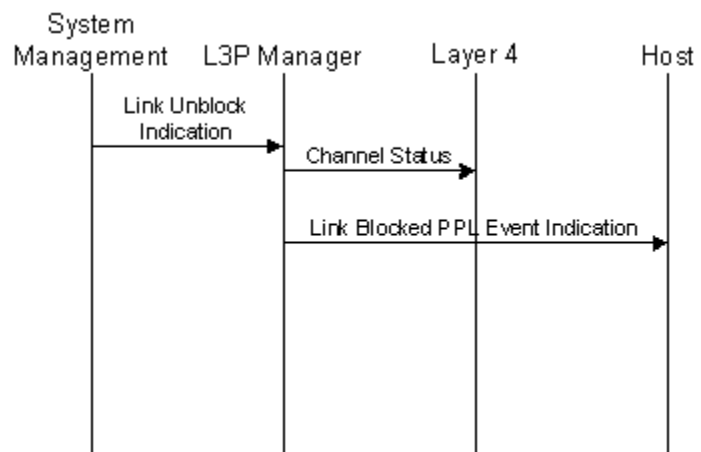 System
Management
L3P Manager
Layer 4
Host
Link Unblock
Indication
Channel Status
Link Blocked PPL Event Indication